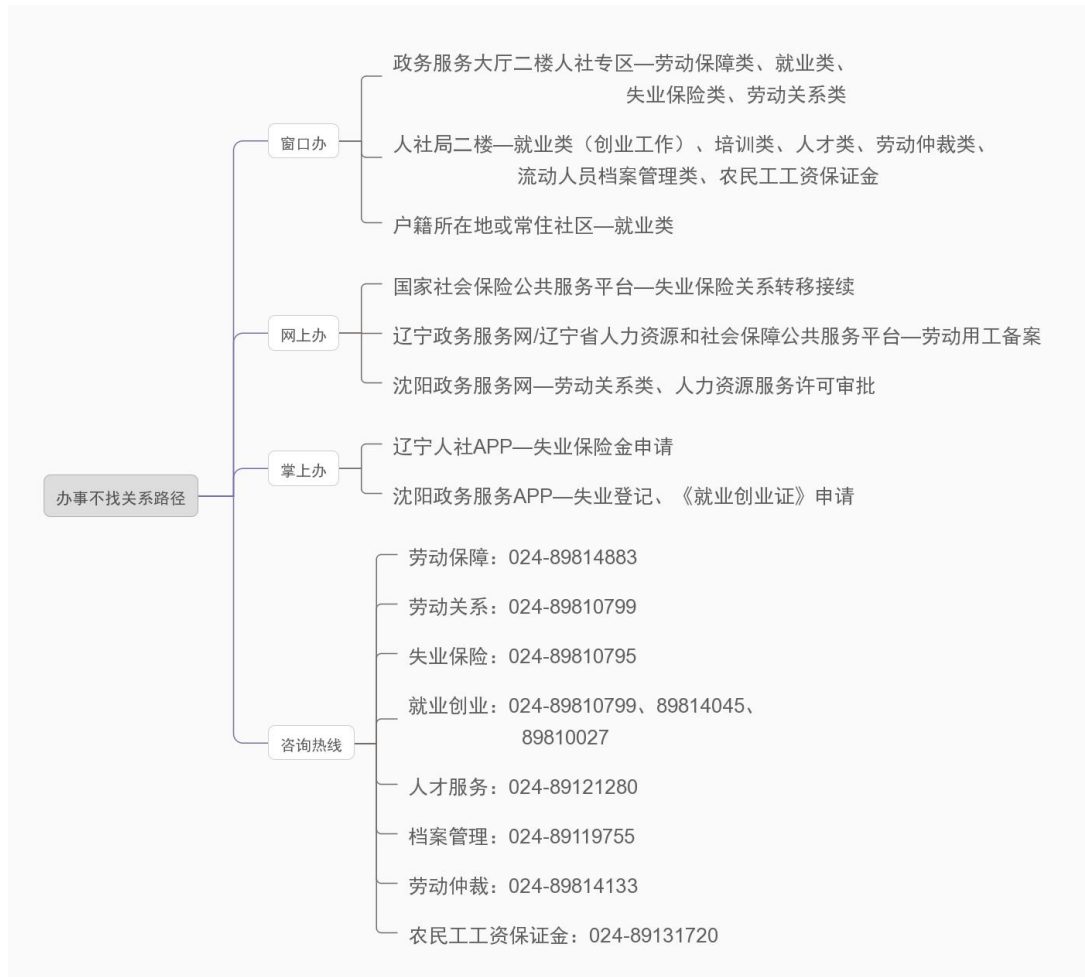 办事不找关系路径
窗口办
政务服务大厅二楼人社专区—劳动保障类、就业类、
失业保险类、劳动关系类
人社局二楼—就业类（创业工作）、培训类、人才类、劳动仲裁类、
流动人员档案管理类、农民工工资保证金
户籍所在地或常住社区—就业类
网上办
国家社会保险公共服务平台—失业保险关系转移接续
辽宁政务服务网/辽宁省人力资源和社会保障公共服务平台—劳动用工备案
沈阳政务服务网—劳动关系类、人力资源服务许可审批
掌上办
辽宁人社APP—失业保险金申请
沈阳政务服务APP—失业登记、《就业创业证》申请
咨询热线
劳动保障：024-89814883
劳动关系：024-89810799
失业保险：024-89810795
就业创业：024-89810799、89814045、
89810027
人才服务：024-89121280
档案管理：024-89119755
劳动仲裁：024-89814133
农民工工资保证金：024-89131720